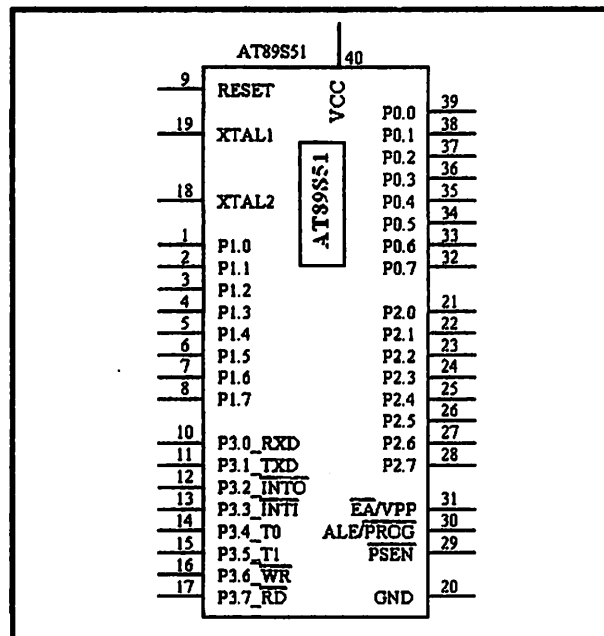 AT89S51
40
VCC
AT89S51
9 RESET
19 XTAL1
18 XTAL2
1 P1.0
2 P1.1
3 P1.2
4 P1.3
5 P1.4
6 P1.5
7 P1.6
8 P1.7
10 P3.0_RXD
11 P3.1_TXD
12 P3.2_INTO
13 P3.3_INTI
14 P3.4_T0
15 P3.5_T1
16 P3.6_WR
17 P3.7_RD
P0.0 39
P0.1 38
P0.2 37
P0.3 36
P0.4 35
P0.5 34
P0.6 33
P0.7 32
P2.0 21
P2.1 22
P2.2 23
P2.3 24
P2.4 25
P2.5 26
P2.6 27
P2.7 28
EA/VPP 31
ALE/PROG 30
PSEN 29
GND 20